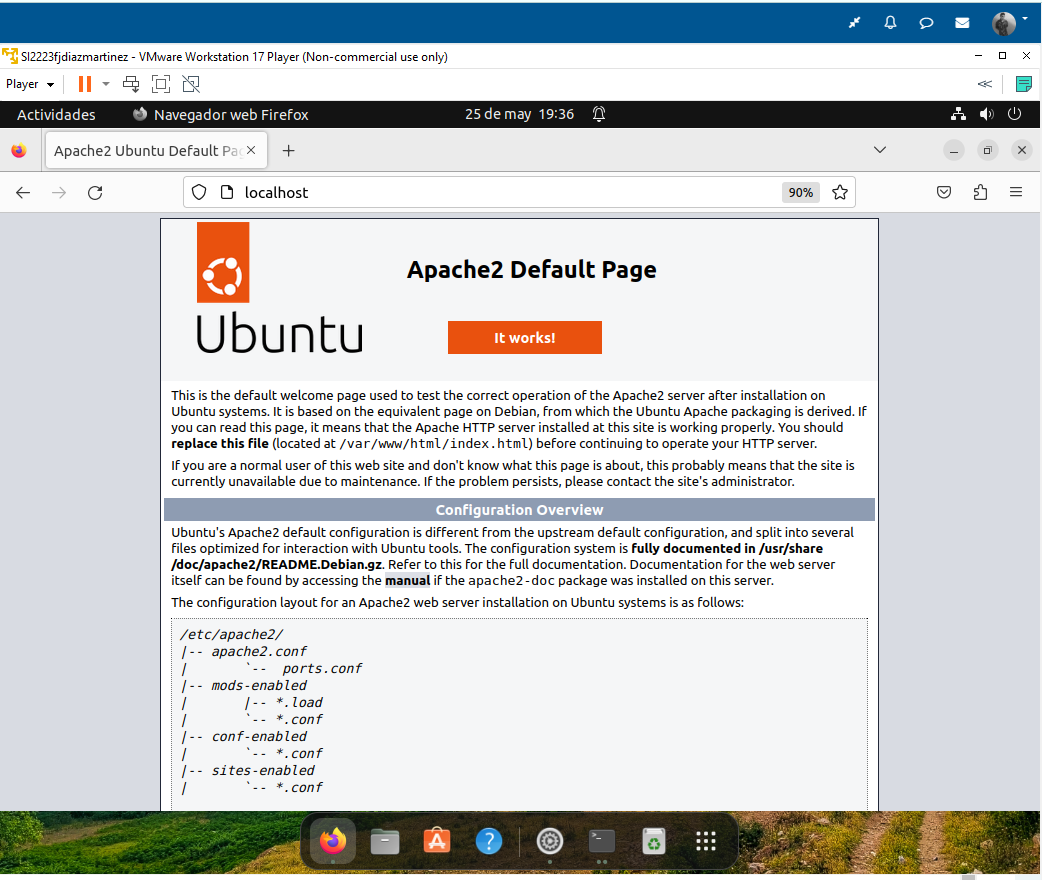 SI2223fjdiazmartinez - VMware Workstation 17 Player (Non-commercial use only)
Player
Actividades Navegador web Firefox 25 de may 19:36
Apache2 Ubuntu Default Pag
localhost 90%
Ubuntu
Apache2 Default Page
It works!
This is the default welcome page used to test the correct operation of the Apache2 server after installation on
Ubuntu systems. It is based on the equivalent page on Debian, from which the Ubuntu Apache packaging is derived. If
you can read this page, it means that the Apache HTTP server installed at this site is working properly. You should
replace this file (located at /var/www/html/index.html) before continuing to operate your HTTP server.
If you are a normal user of this web site and don't know what this page is about, this probably means that the site is
currently unavailable due to maintenance. If the problem persists, please contact the site's administrator.
Configuration Overview
Ubuntu's Apache2 default configuration is different from the upstream default configuration, and split into several
files optimized for interaction with Ubuntu tools. The configuration system is fully documented in /usr/share
/doc/apache2/README.Debian.gz. Refer to this for the full documentation. Documentation for the web server
itself can be found by accessing the manual if the apache2-doc package was installed on this server.
The configuration layout for an Apache2 web server installation on Ubuntu systems is as follows:
/etc/apache2/
|-- apache2.conf
|       `--  ports.conf
|-- mods-enabled
|       |-- *.load
|       `-- *.conf
|-- conf-enabled
|       `-- *.conf
|-- sites-enabled
|       `-- *.conf